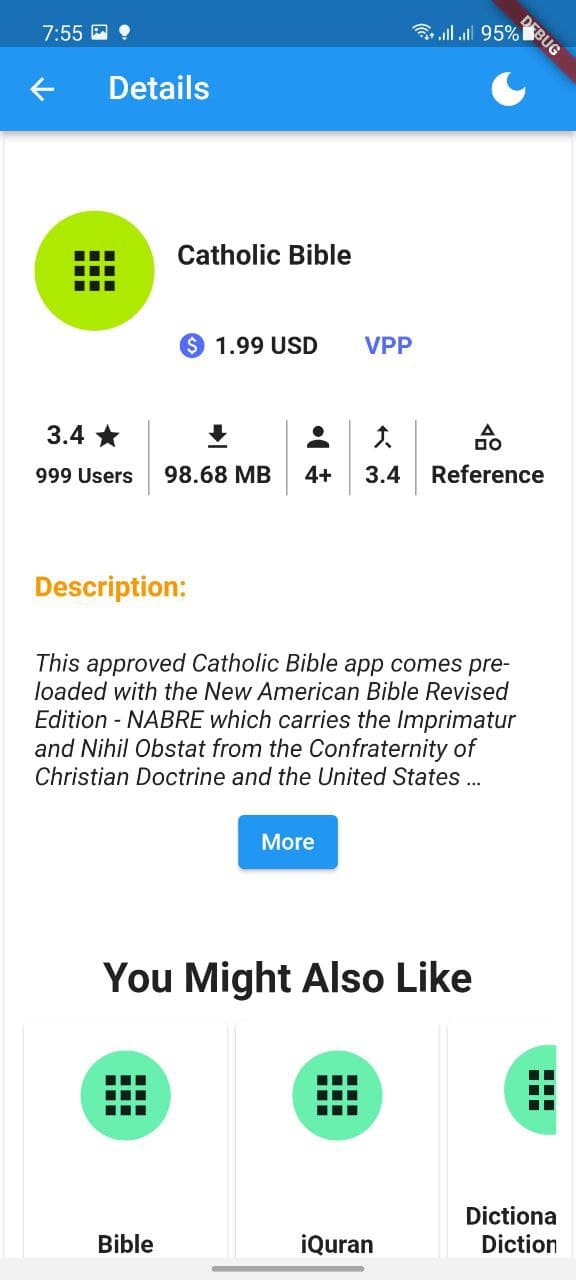 7:55
95%
DEBUG
Details
Catholic Bible
$ 1.99 USD VPP
3.4
999 Users
98.68 MB
4+
3.4
Reference
Description:
This approved Catholic Bible app comes pre-
loaded with the New American Bible Revised
Edition - NABRE which carries the Imprimatur
and Nihil Obstat from the Confraternity of
Christian Doctrine and the United States ...
More
You Might Also Like
Bible
iQuran
Dictiona
Diction